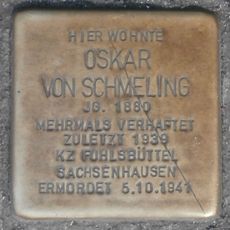 HIER WOHNTE
OSKAR
VON SCHMELING
JG. 1880
MEHRMALS VERHAFTET
ZULETZT 1939
KZ FUHLSBÜTTEL
SACHSENHAUSEN
ERMORDET 5.10.1941